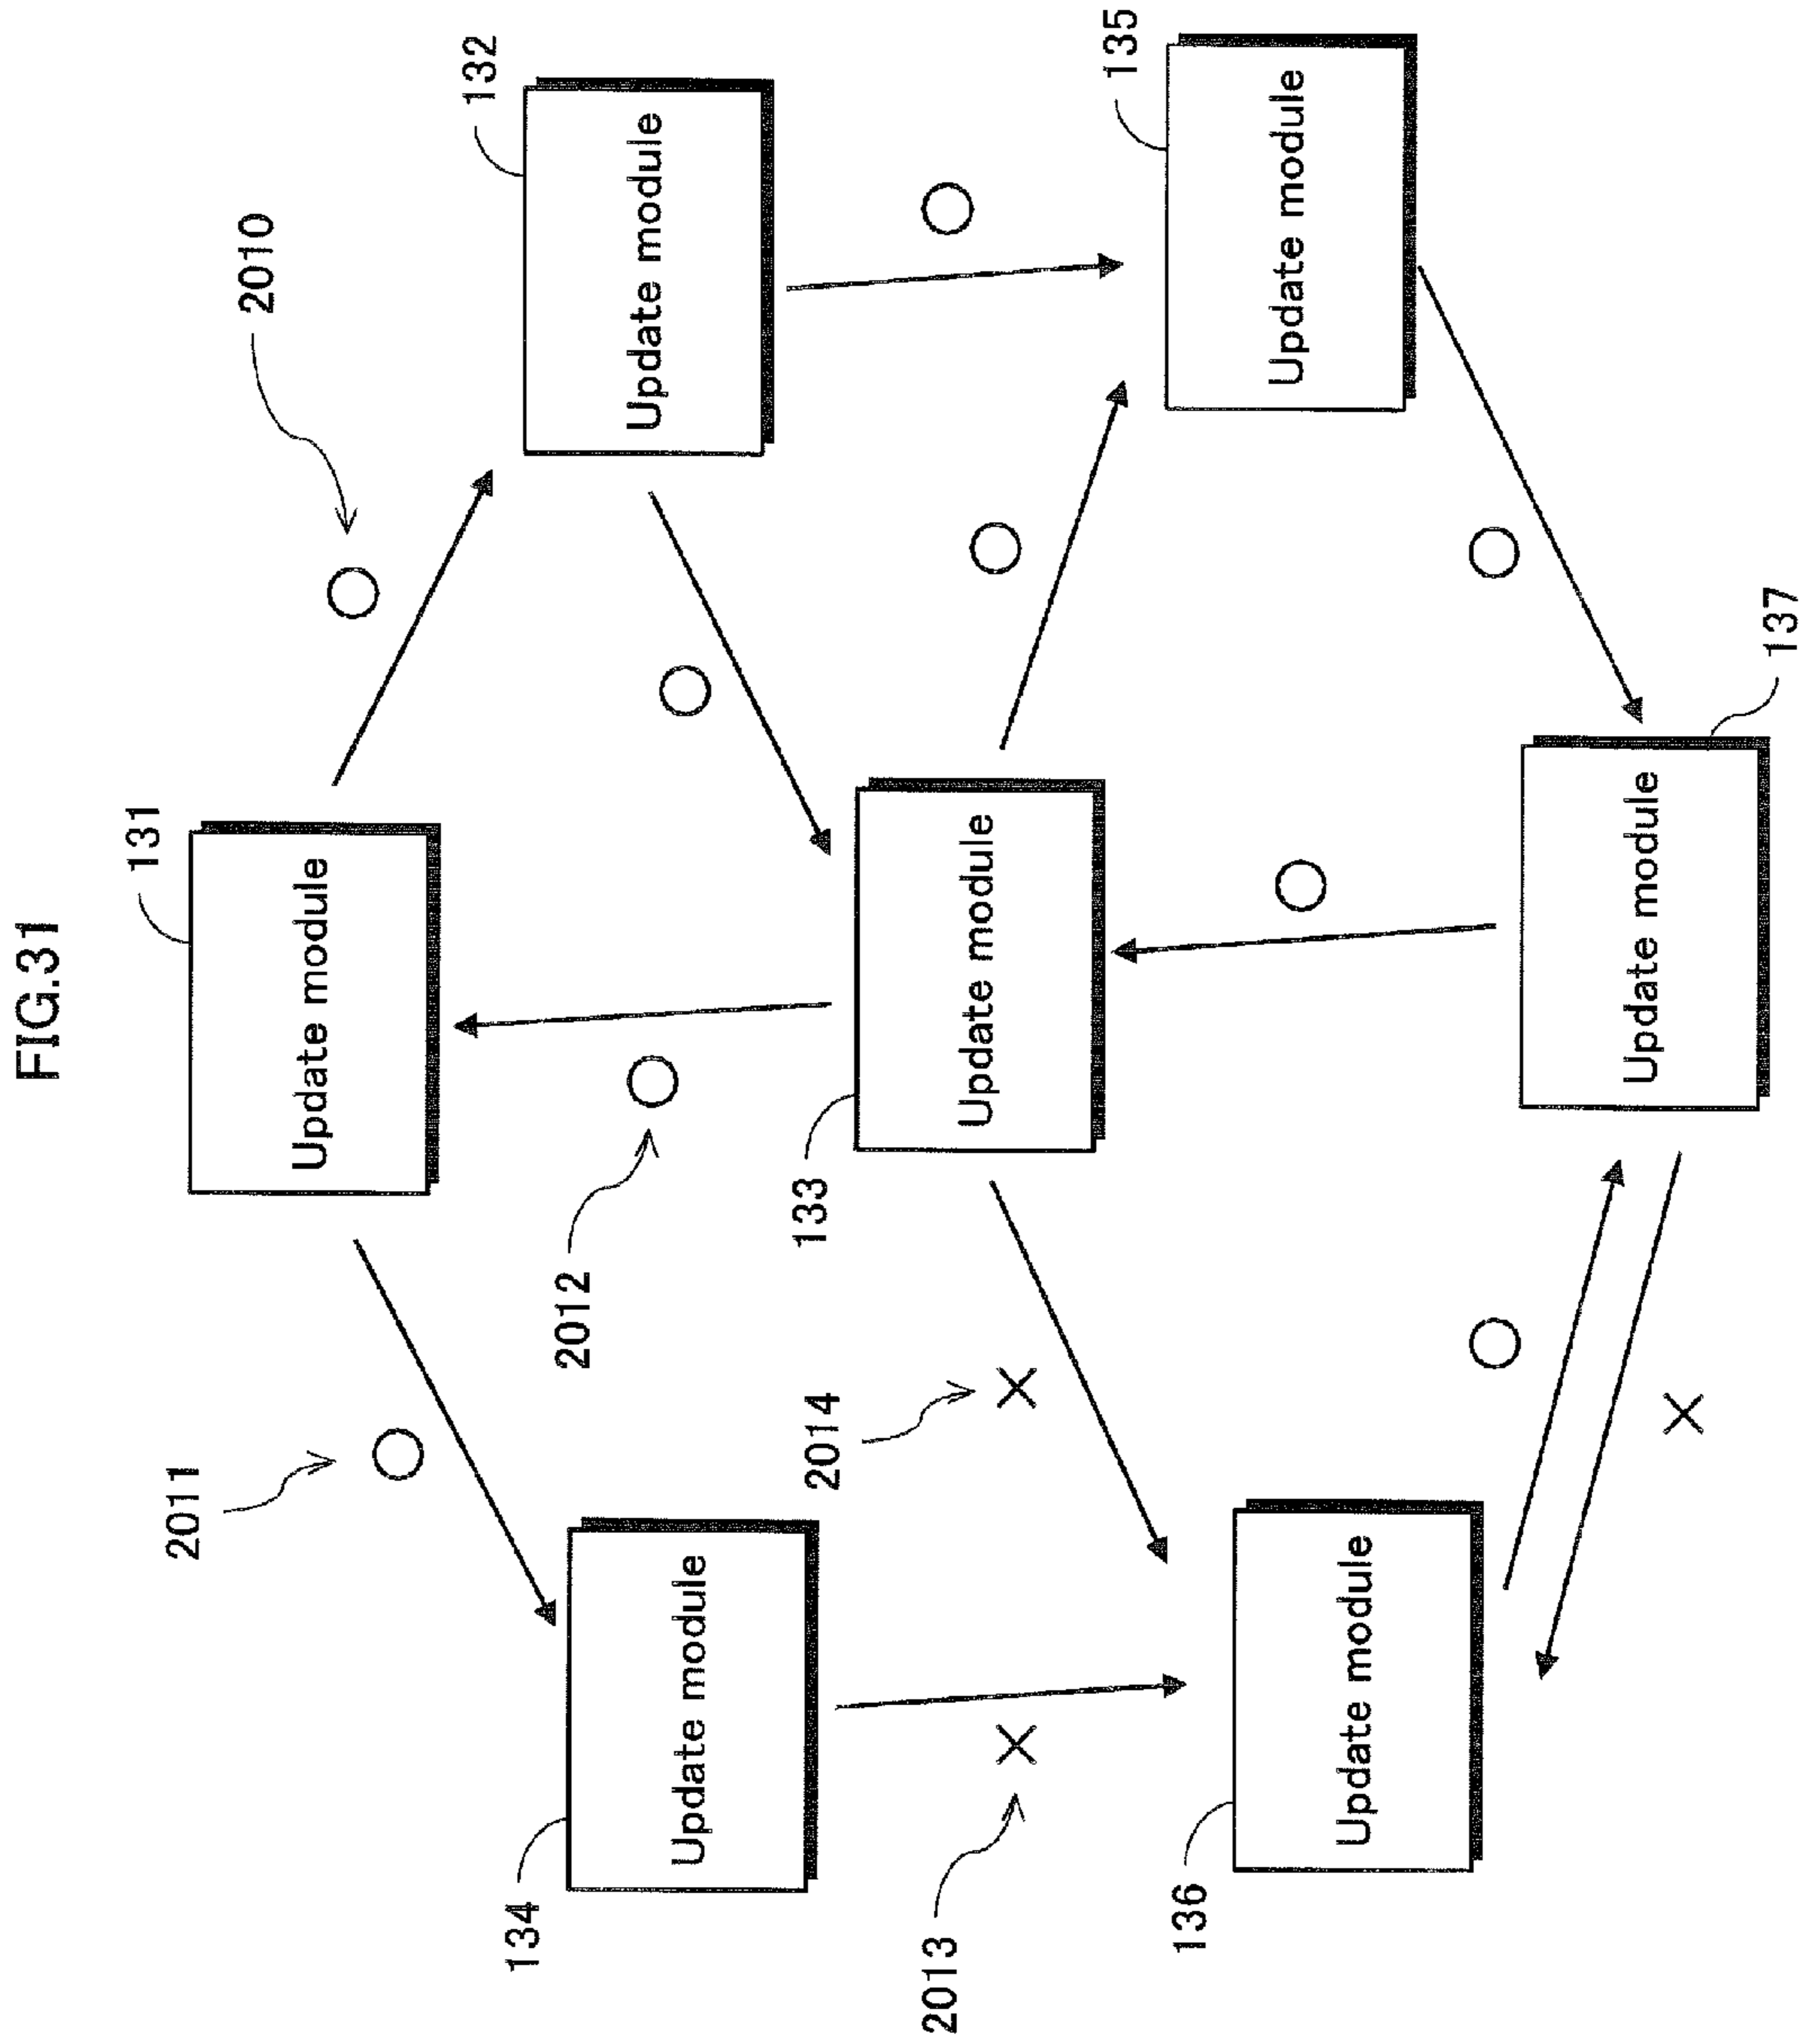 FIG.31
131
Update module
2010
2011
132
Update module
2012
134
Update module
133
Update module
2014
2013
135
Update module
136
Update module
137
Update module